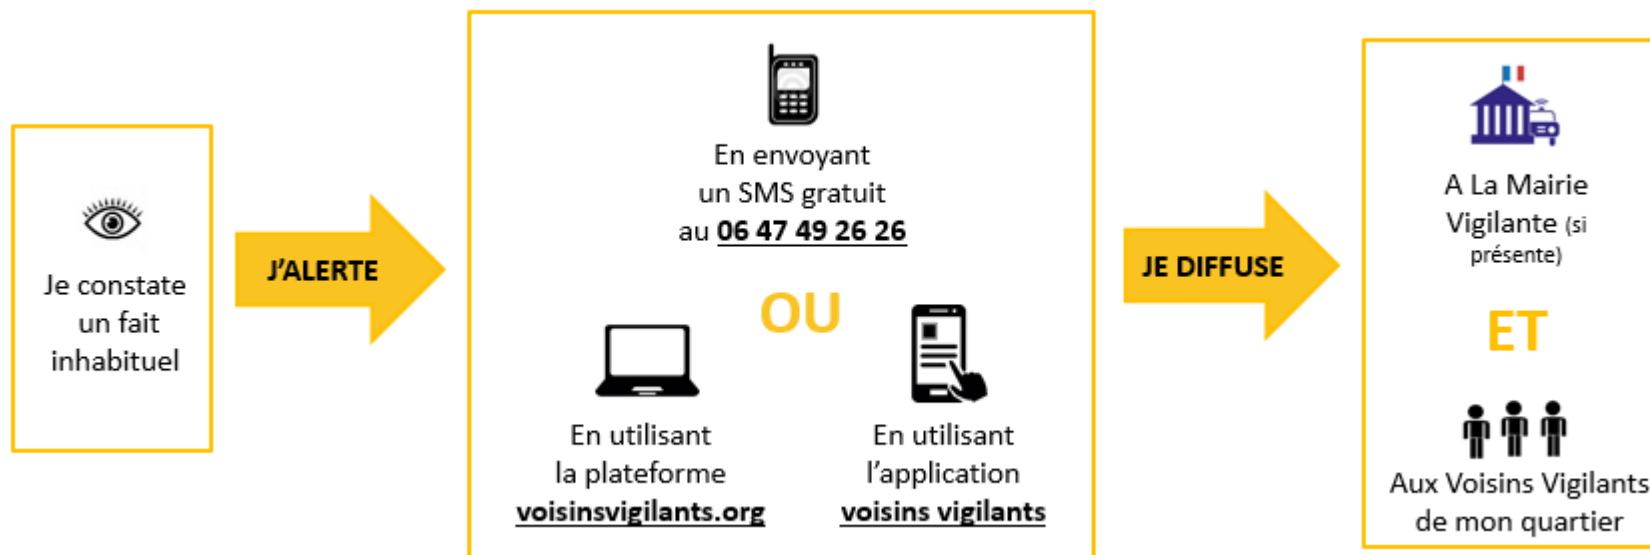 Je constate
un fait
inhabituel
J’ALERTE
En envoyant
un SMS gratuit
au 06 47 49 26 26
OU
En utilisant
la plateforme
voisinsvigilants.org
En utilisant
l’application
voisins vigilants
JE DIFFUSE
A La Mairie
Vigilante (si
présente)
ET
Aux Voisins Vigilants
de mon quartier